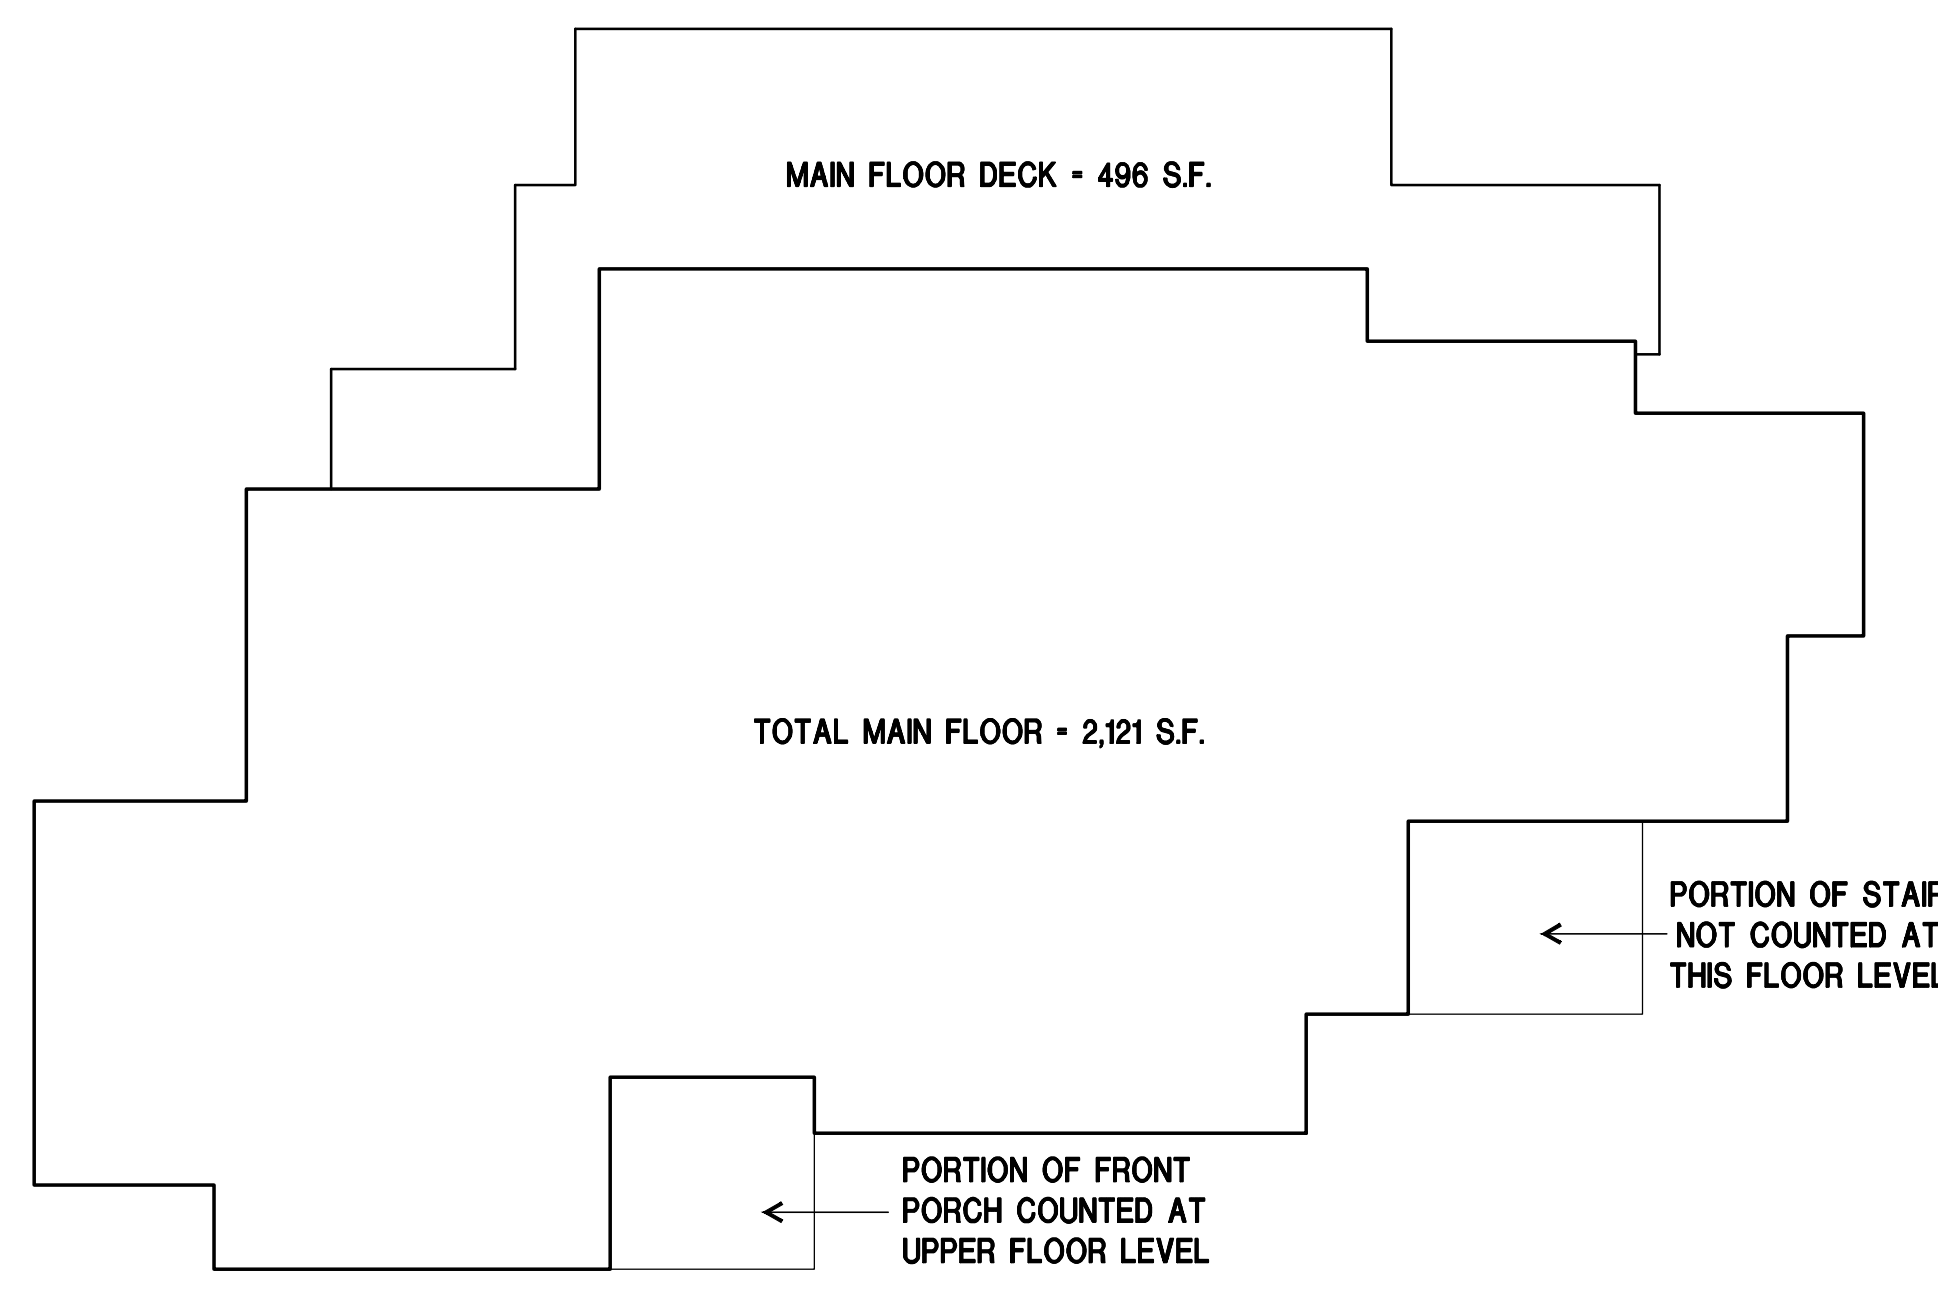 MAIN FLOOR DECK = 496 S.F.
TOTAL MAIN FLOOR = 2,121 S.F.
PORTION OF STAIR
NOT COUNTED AT
THIS FLOOR LEVEL
PORTION OF FRONT
PORCH COUNTED AT
UPPER FLOOR LEVEL